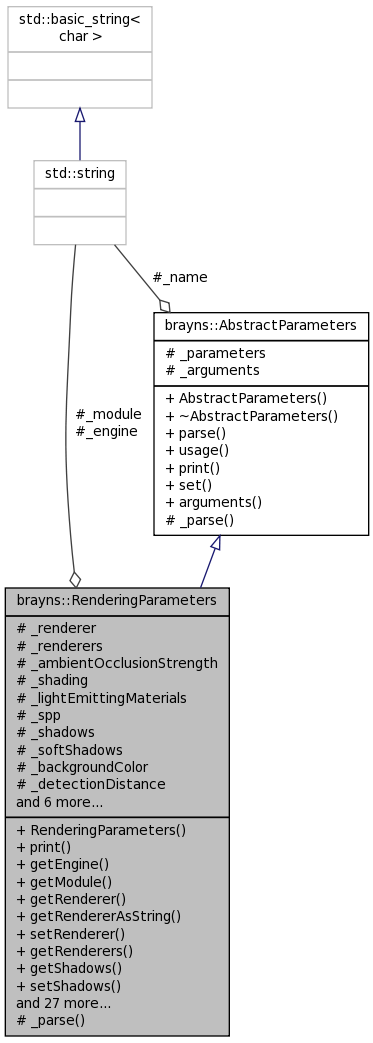 std::basic_string<
char >
std::string
#_name
brayns::AbstractParameters
# _parameters
# _arguments
+ AbstractParameters()
+ ~AbstractParameters()
+ parse()
+ usage()
+ print()
+ set()
+ arguments()
# _parse()
#_module
#_engine
brayns::RenderingParameters
# _renderer
# _renderers
# _ambientOcclusionStrength
# _shading
# _lightEmittingMaterials
# _spp
# _shadows
# _softShadows
# _backgroundColor
# _detectionDistance
and 6 more...
+ RenderingParameters()
+ print()
+ getEngine()
+ getModule()
+ getRenderer()
+ getRendererAsString()
+ setRenderer()
+ getRenderers()
+ getShadows()
+ setShadows()
and 27 more...
# _parse()